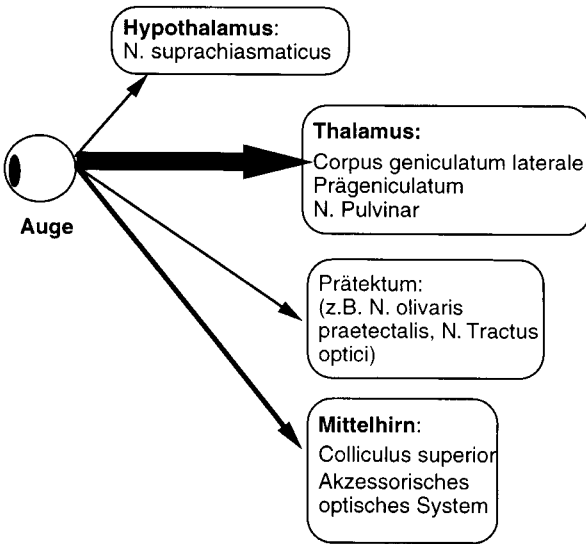 Hypothalamus:
N. suprachiasmaticus
Thalamus:
Corpus geniculatum laterale
Prägeniculatum
N. Pulvinar
Auge
Prätektum:
(z.B. N. olivaris
praetectalis, N. Tractus
optici)
Mittelhirn:
Colliculus superior
Akzessorisches
optisches System